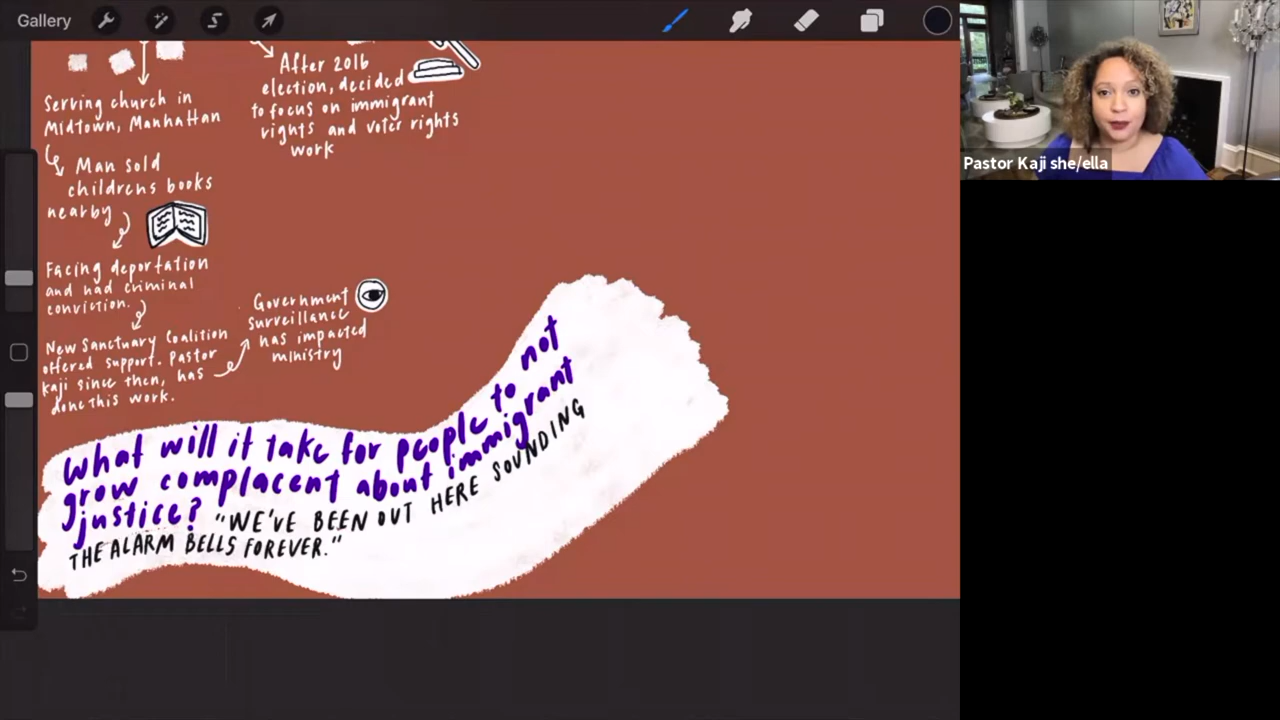 Gallery
Serving church in
Midtown, Manhattan
Man sold
childrens books
nearby
Facing deportation
and had criminal
conviction.
New Sanctuary Coalition
offered support. Pastor
Kaji since then, has
done this work.
Government
surveillance
has impacted
ministry
After 2016
election, decided
to focus on immigrant
rights and voter rights
work
What will it take for people to not
grow complacent about immigrant
justice? "WE'VE BEEN OUT HERE SOUNDING
THE ALARM BELLS FOREVER."
Pastor Kaji she/ella